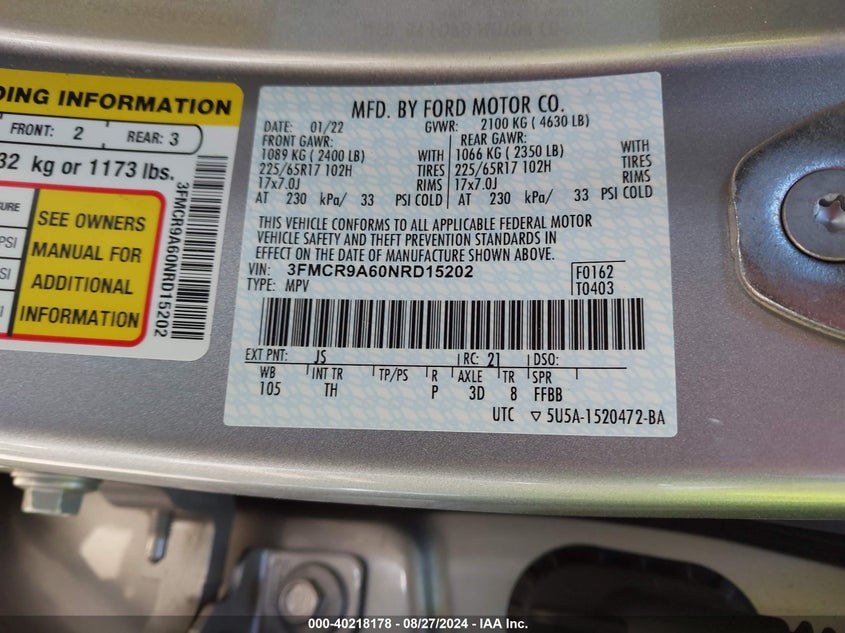 DING INFORMATION
FRONT: 2 REAR: 3
32 kg or 1173 lbs.
SEE OWNERS
MANUAL FOR
ADDITIONAL
INFORMATION
PSI
3FMCR9A60NRD15202
MFD. BY FORD MOTOR CO.
DATE: 01/22 GVWR: 2100 KG ( 4630 LB)
FRONT GAWR: REAR GAWR:
1089 KG ( 2400 LB) WITH 1066 KG ( 2350 LB) WITH
225/65R17 102H TIRES 225/65R17 102H TIRES
17x7.0J RIMS 17x7.0J RIMS
AT 230 kPa/ 33 PSI COLD AT 230 kPa/ 33 PSI COLD
THIS VEHICLE CONFORMS TO ALL APPLICABLE FEDERAL MOTOR
VEHICLE SAFETY AND THEFT PREVENTION STANDARDS IN
EFFECT ON THE DATE OF MANUFACTURE SHOWN ABOVE.
VIN: 3FMCR9A60NRD15202 F0162
TYPE: MPV T0403
EXT PNT: JS RC: 21 DSO:
WB INT TR TP/PS R AXLE TR SPR
105 TH P 3D 8 FFBB
UTC ▽ 5U5A-1520472-BA
000-40218178 - 08/27/2024 - IAA Inc.